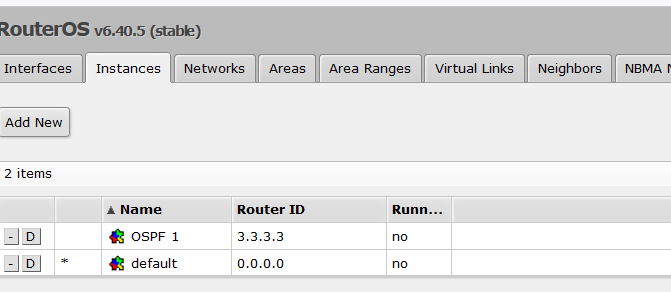 RouterOS v6.40.5 (stable)
Interfaces Instances Networks Areas Area Ranges Virtual Links Neighbors NBMA N
Add New
2 items
▲ Name Router ID Runn...
- D OSPF 1 3.3.3.3 no
- D * default 0.0.0.0 no